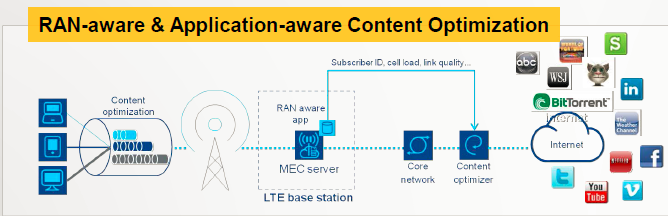 RAN-aware & Application-aware Content Optimization
Subscriber ID, cell load, link quality...
Content
optimization
RAN aware
app
MEC server
LTE base station
Core
network
Content
optimizer
Internet
Internet
abc
WSJ
S
in
BitTorrent
The
Weather
Channel
NETFLIX
f
t
You
Tube
v